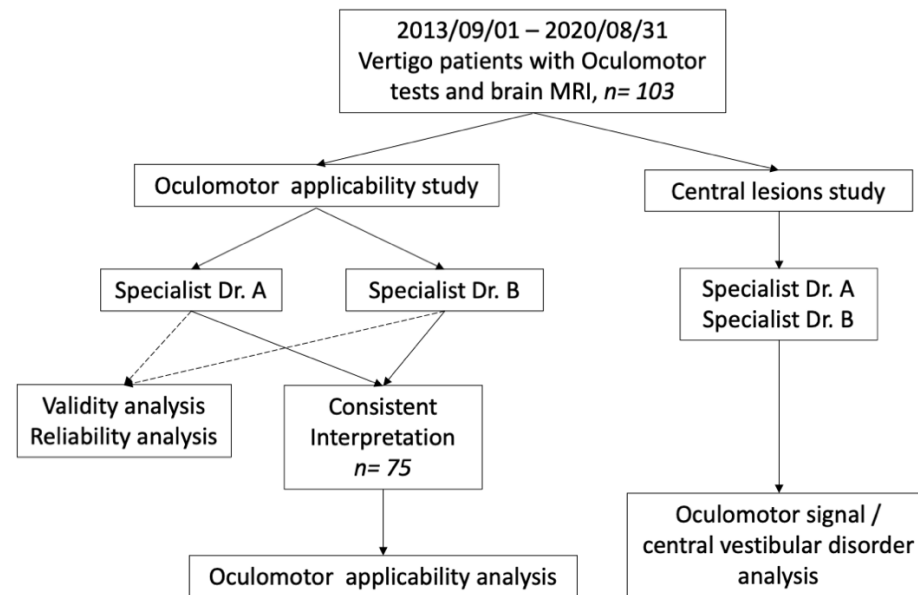 2013/09/01 – 2020/08/31
Vertigo patients with Oculomotor
tests and brain MRI, n= 103
Oculomotor applicability study
Central lesions study
Specialist Dr. A
Specialist Dr. B
Specialist Dr. A
Specialist Dr. B
Validity analysis
Reliability analysis
Consistent
Interpretation
n= 75
Oculomotor signal /
central vestibular disorder
analysis
Oculomotor applicability analysis